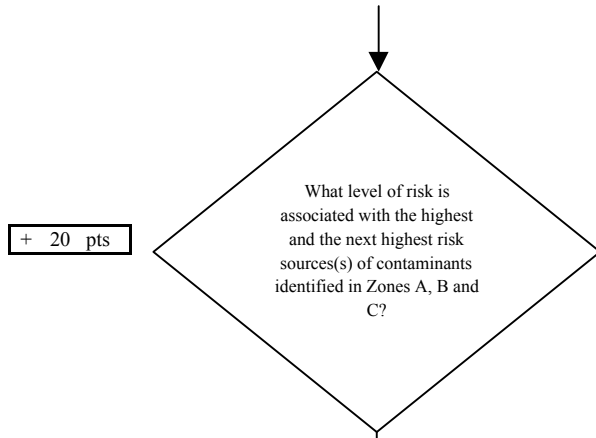 What level of risk is
associated with the highest
and the next highest risk
sources(s) of contaminants
identified in Zones A, B and
C?
+ 20 pts